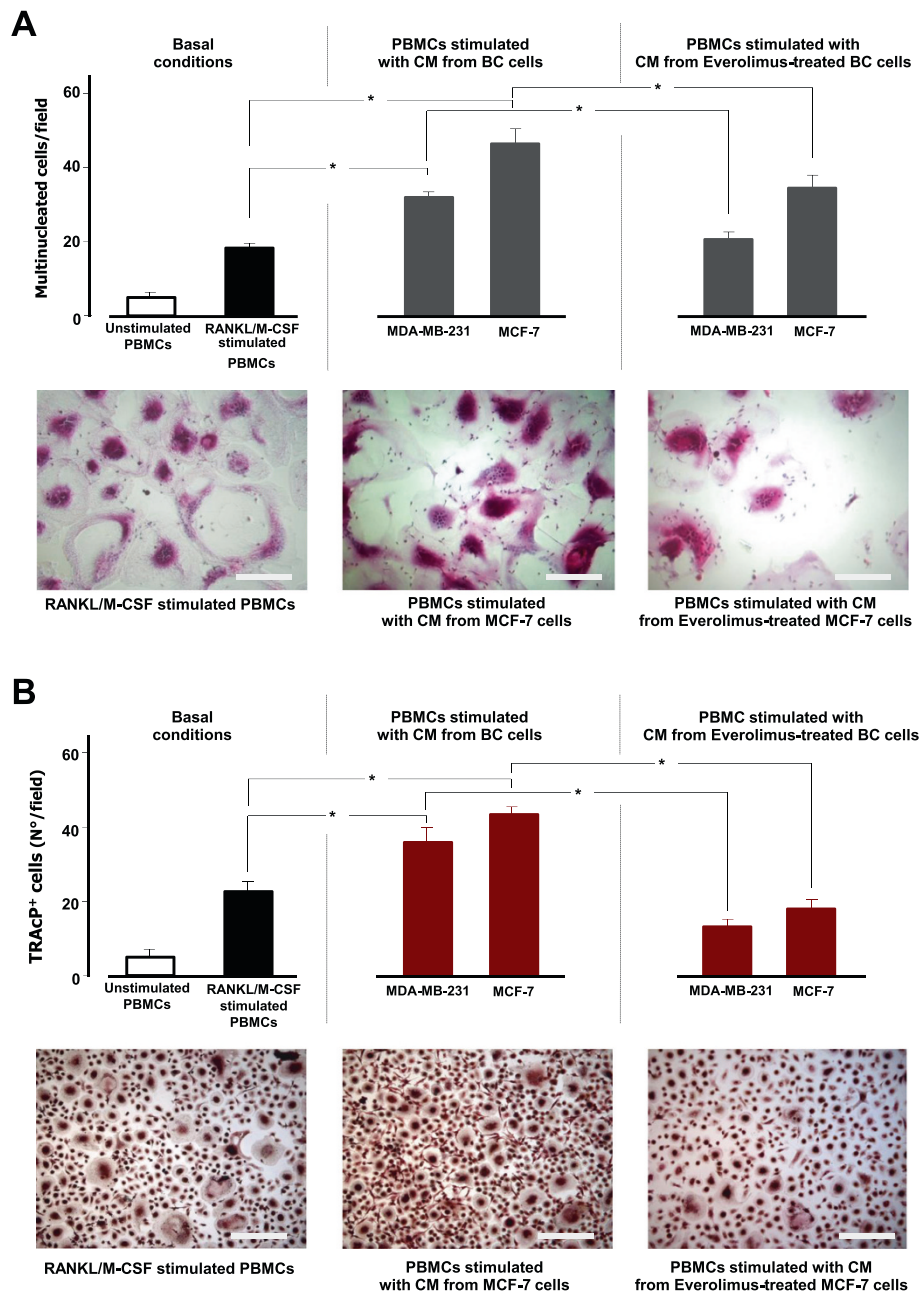 A
Basal
conditions
PBMCs stimulated
with CM from BC cells
PBMCs stimulated with
CM from Everolimus-treated BC cells
Multinucleated cells/field
60
40
20
0
*
*
*
*
Unstimulated
PBMCs
RANKL/M-CSF
stimulated
PBMCs
MDA-MB-231
MCF-7
MDA-MB-231
MCF-7
RANKL/M-CSF stimulated PBMCs
PBMCs stimulated
with CM from MCF-7 cells
PBMCs stimulated with CM
from Everolimus-treated MCF-7 cells
B
Basal
conditions
PBMCs stimulated
with CM from BC cells
PBMC stimulated with
CM from Everolimus-treated BC cells
TRAcP+ cells (N°/field)
60
40
20
0
*
*
*
*
Unstimulated
PBMCs
RANKL/M-CSF
stimulated
PBMCs
MDA-MB-231
MCF-7
MDA-MB-231
MCF-7
RANKL/M-CSF stimulated PBMCs
PBMCs stimulated
with CM from MCF-7 cells
PBMCs stimulated with CM
from Everolimus-treated MCF-7 cells